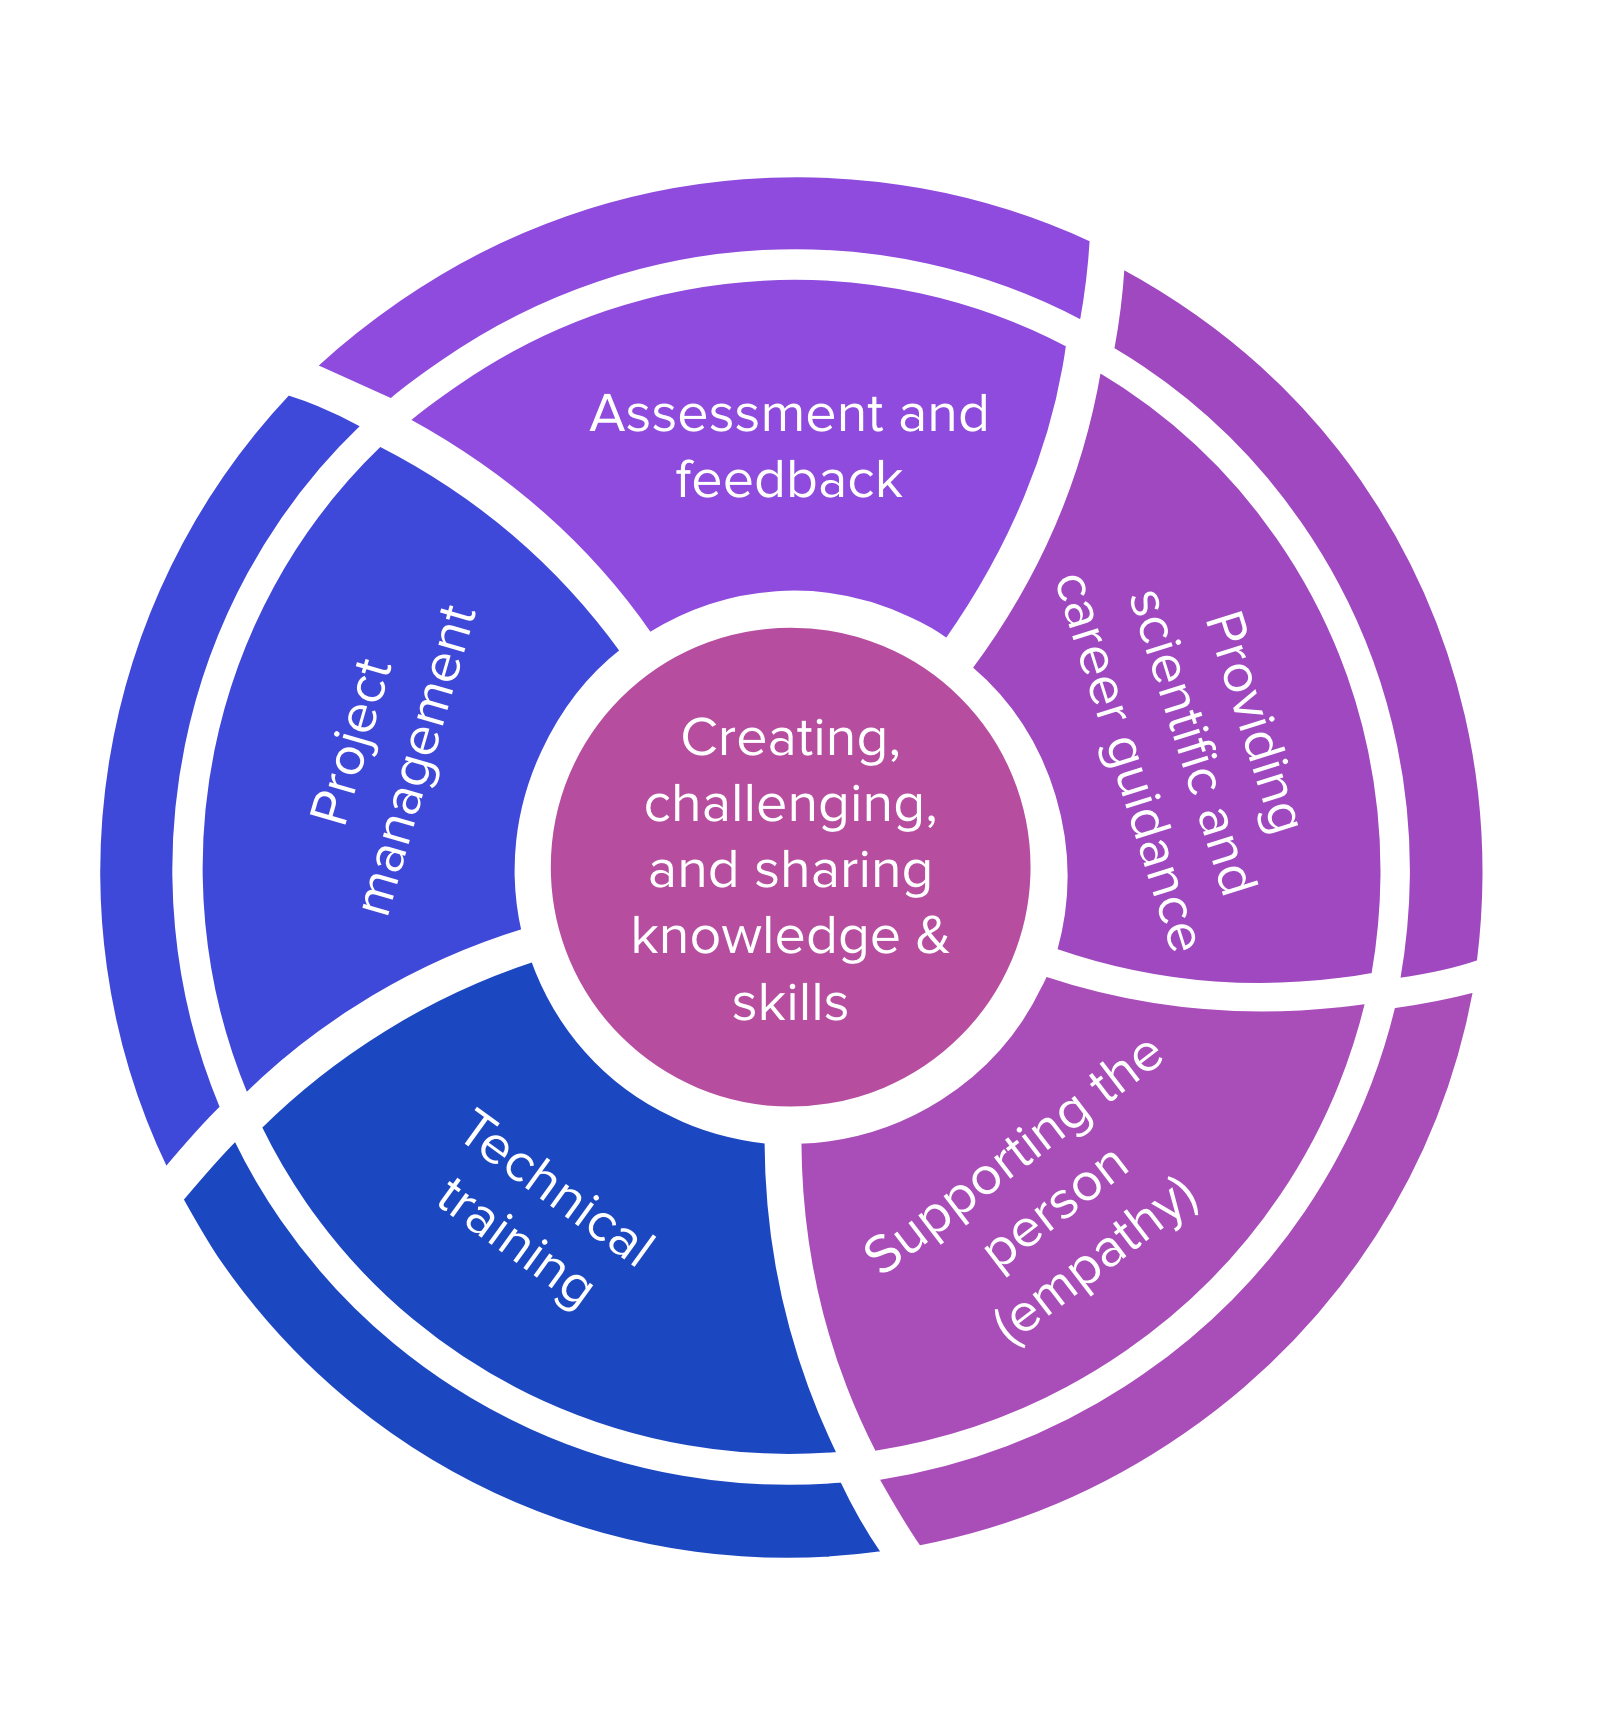 Assessment and
feedback
Providing
scientific and
career guidance
Supporting the
person
(empathy)
Technical
training
Project
management
Creating,
challenging,
and sharing
knowledge &
skills